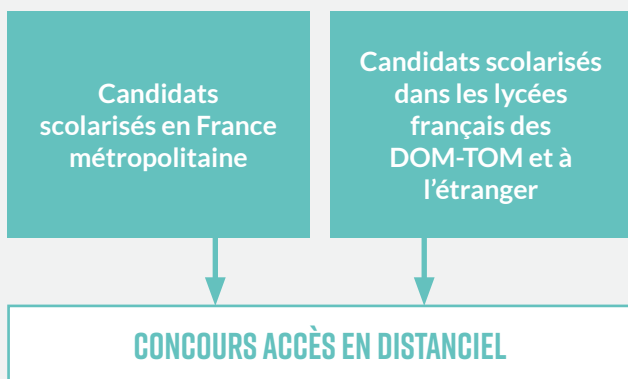 Candidats
scolarisés en France
métropolitaine
Candidats scolarisés
dans les lycées
français des
DOM-TOM et à
l'étranger
CONCOURS ACCÈS EN DISTANCIEL